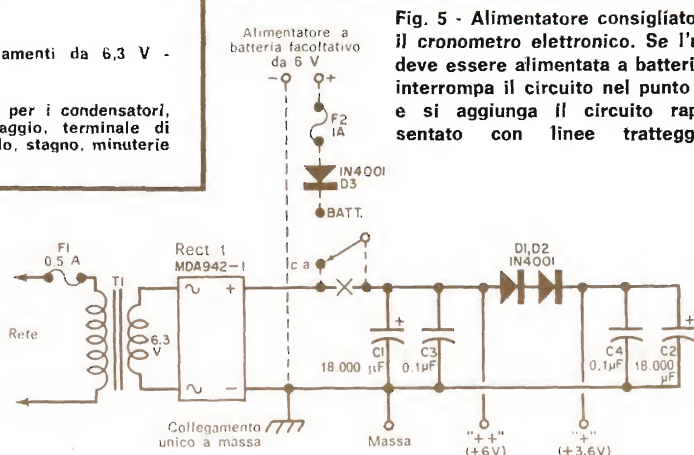 amenti da 6,3 V -
per i condensatori,
aggio, terminale di
lo, stagno, minuterie
Fig. 5 - Alimentatore consigliato
il cronometro elettronico. Se l'
deve essere alimentata a batteri
interrompa il circuito nel punto
e si aggiunga il circuito rap
sentato con linee tratteg
Alimentatore a
batteria facoltativo
da 6 V
- +
F2
1A
IN4001
D3
BATT.
c a
F1
0.5 A
T1
Rete
6.3
V
Rect 1
MDA942-1
~ +
~ -
X
D1,D2
IN4001
+
C1
18.000 µF
C3
0.1µF
C4
0.1µF
+
C2
18.000
µF
Collegamento
unico a massa
Massa
"++"
(+6V)
"+"
(+3,6V)